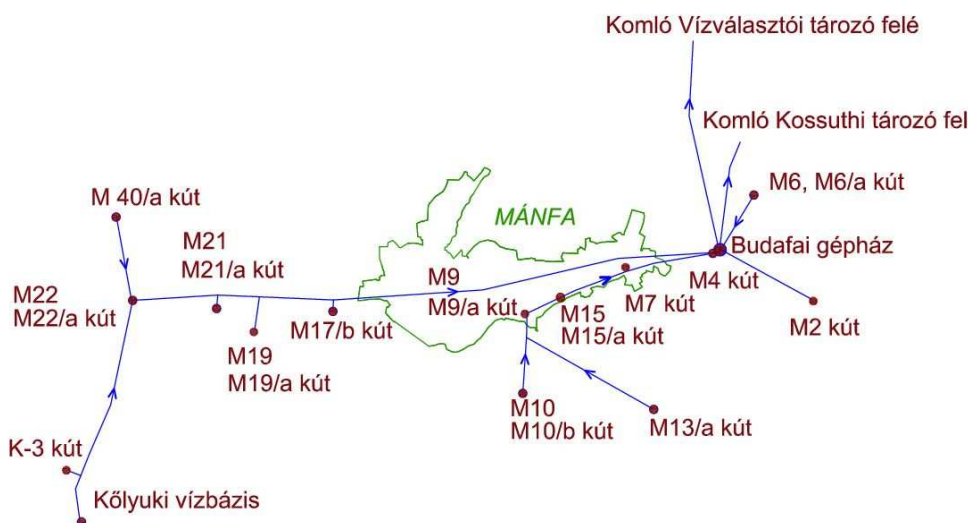 Komló Vízválasztói tározó felé
Komló Kossuthi tározó fel
M 40/a kút
M6, M6/a kút
MÁNFA
M21
M21/a kút
Budafai gépház
M9
M9/a kút
M4 kút
M22
M22/a kút
M7 kút
M15
M15/a kút
M17/b kút
M2 kút
M19
M19/a kút
M10
M10/b kút
M13/a kút
K-3 kút
Kőlyuki vízbázis